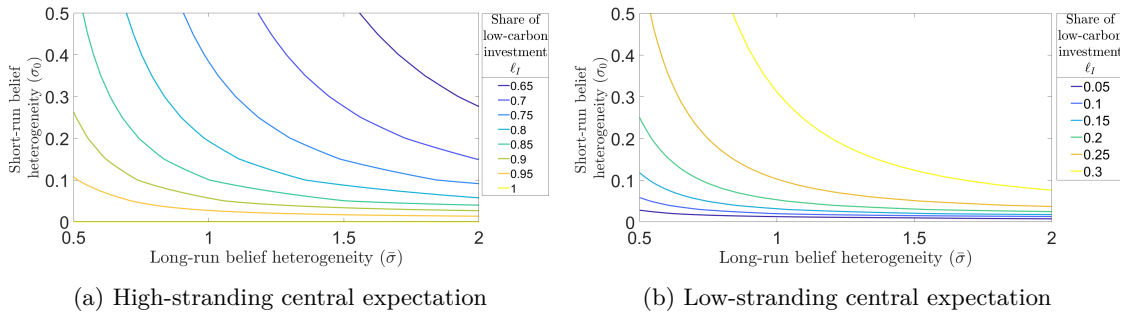 0.5
0.4
0.3
0.2
0.1
0
0.5
1
1.5
2
Short-run belief
heterogeneity (σ₀)
Long-run belief heterogeneity (σ̄)
Share of
low-carbon
investment
ℓ_I
0.65
0.7
0.75
0.8
0.85
0.9
0.95
1
(a) High-stranding central expectation
0.5
0.4
0.3
0.2
0.1
0
0.5
1
1.5
2
Short-run belief
heterogeneity (σ₀)
Long-run belief heterogeneity (σ̄)
Share of
low-carbon
investment
ℓ_I
0.05
0.1
0.15
0.2
0.25
0.3
(b) Low-stranding central expectation